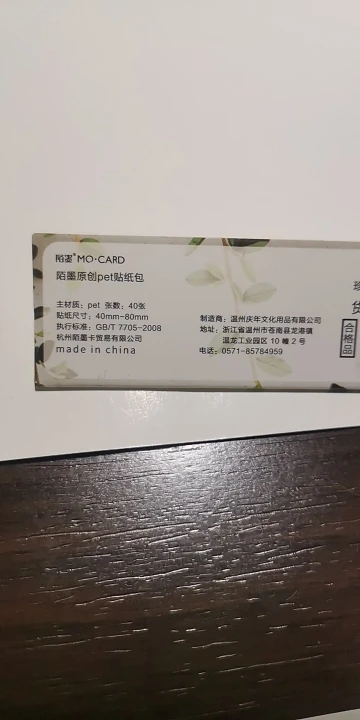 陌墨® MO·CARD
陌墨原创pet贴纸包
主材质：pet 张数：40张
贴纸尺寸：40mm-80mm
执行标准：GB/T 7705-2008
杭州陌墨卡贸易有限公司
made in china
制造商：温州庆年文化用品有限公司
地址：浙江省温州市苍南县龙港镇
温龙工业园区 10 幢 2 号
电话：0571-85784959
合格品
货